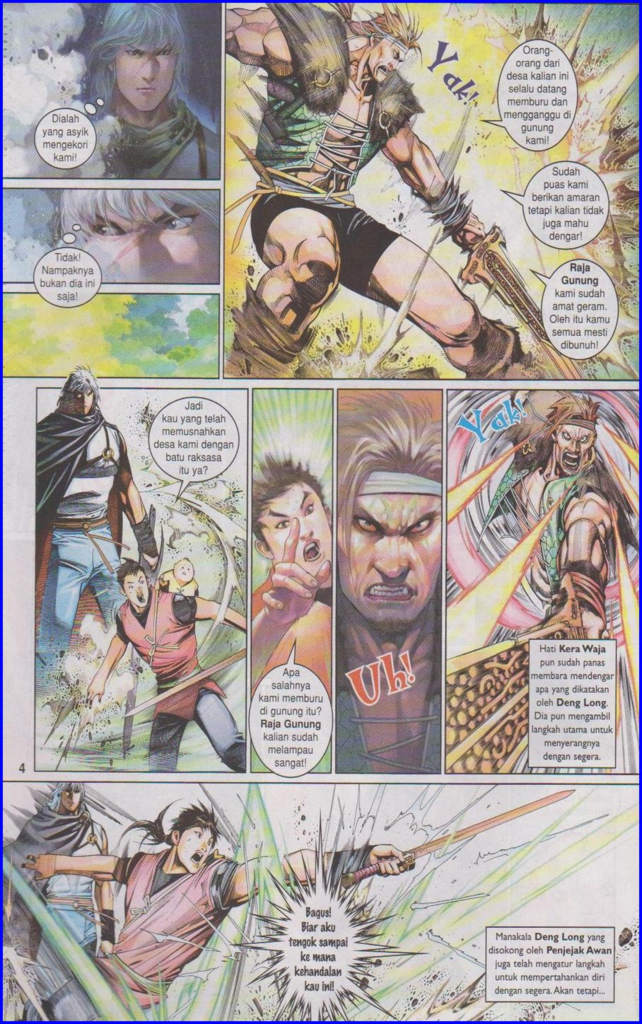 Dialah
yang asyik
mengekori
kami!
Tidak!
Nampaknya
bukan dia ini
saja!
Yak!
Orang-
orang dari
desa kalian ini
selalu datang
memburu dan
mengganggu di
gunung
kami!
Sudah
puas kami
berikan amaran
tetapi kalian tidak
juga mahu
dengar!
Raja
Gunung
kami sudah
amat geram.
Oleh itu kamu
semua mesti
dibunuh!
Jadi
kau yang telah
memusnahkan
desa kami dengan
batu raksasa
itu ya?
Apa
salahnya
kami memburu
di gunung itu?
Raja Gunung
kalian sudah
melampau
sangat!
Uh!
Yak!
Hati Kera Waja
pun sudah panas
membara mendengar
apa yang dikatakan
oleh Deng Long.
Dia pun mengambil
langkah utama untuk
menyerangnya
dengan segera.
4
Bagus!
Biar aku
tengok sampai
ke mana
kehandalan
kau ini!
Manakala Deng Long yang
disokong oleh Penjejak Awan
juga telah mengatur langkah
untuk mempertahankan diri
dengan segera. Akan tetapi...